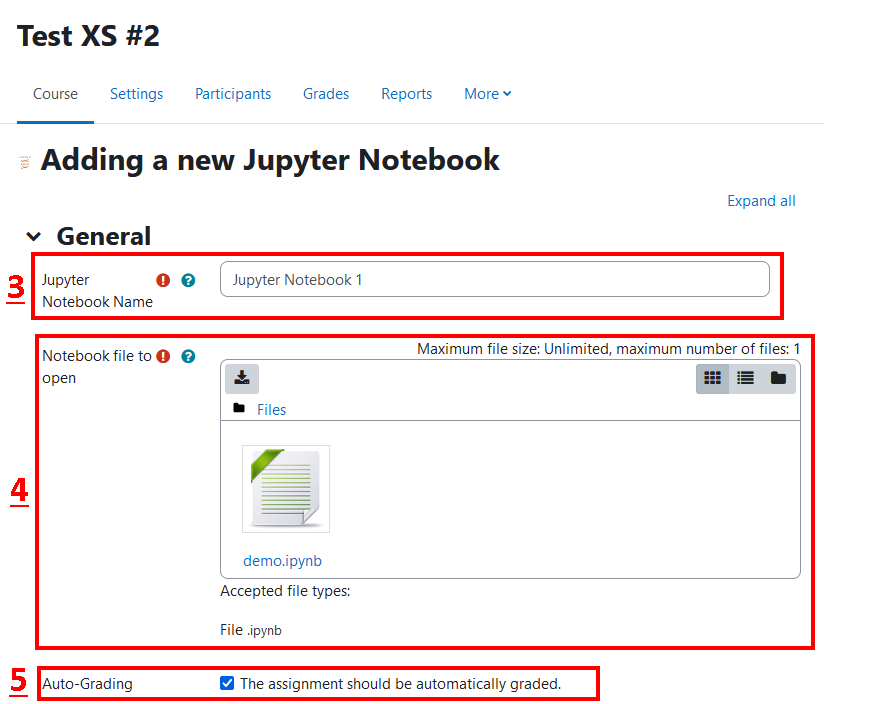 Test XS #2
Course Settings Participants Grades Reports More
Adding a new Jupyter Notebook
Expand all
General
3
Jupyter
Notebook Name
Jupyter Notebook 1
4
Notebook file to
open
Maximum file size: Unlimited, maximum number of files: 1
Files
demo.ipynb
Accepted file types:
File .ipynb
5
Auto-Grading
The assignment should be automatically graded.